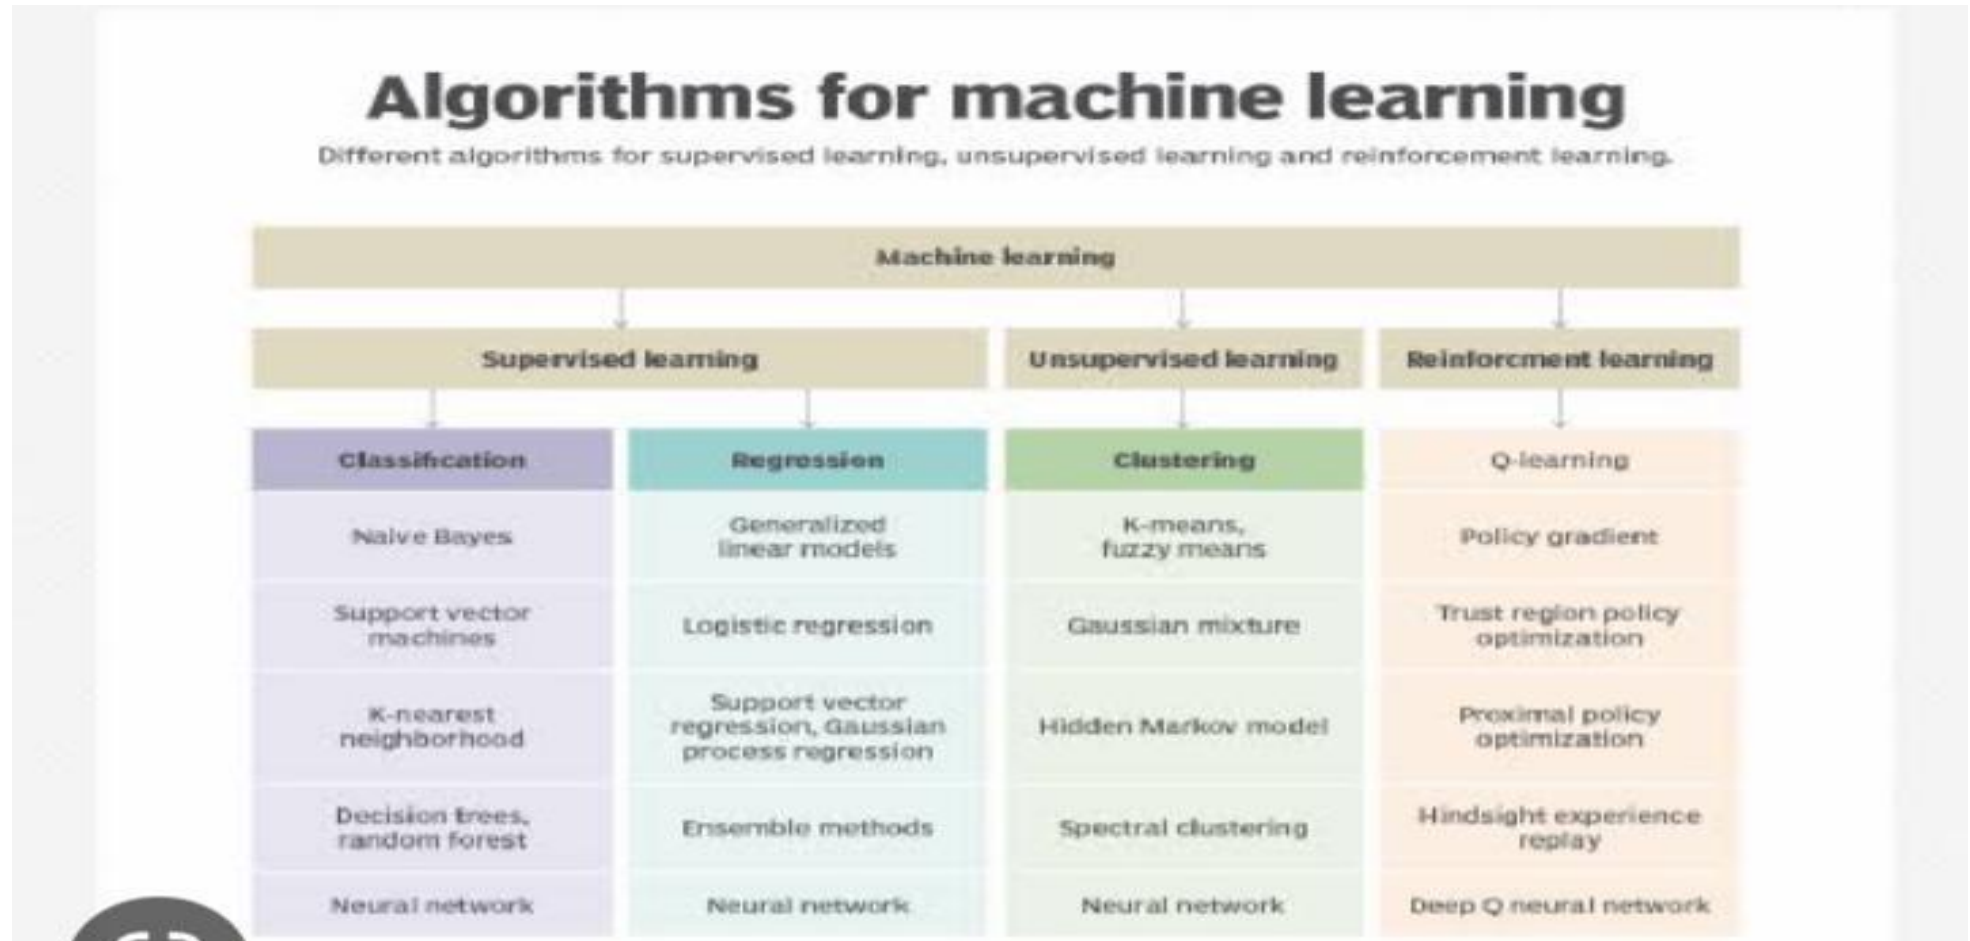 Algorithms for machine learning
Different algorithms for supervised learning, unsupervised learning and reinforcement learning.
Machine learning
Supervised learning
Unsupervised learning
Reinforcment learning
Classification
Regression
Clustering
Q-learning
Naive Bayes
Generalized
linear models
K-means,
fuzzy means
Policy gradient
Support vector
machines
Logistic regression
Gaussian mixture
Trust region policy
optimization
K-nearest
neighborhood
Support vector
regression, Gaussian
process regression
Hidden Markov model
Proximal policy
optimization
Decision trees,
random forest
Ensemble methods
Spectral clustering
Hindsight experience
replay
Neural network
Neural network
Neural network
Deep Q neural network